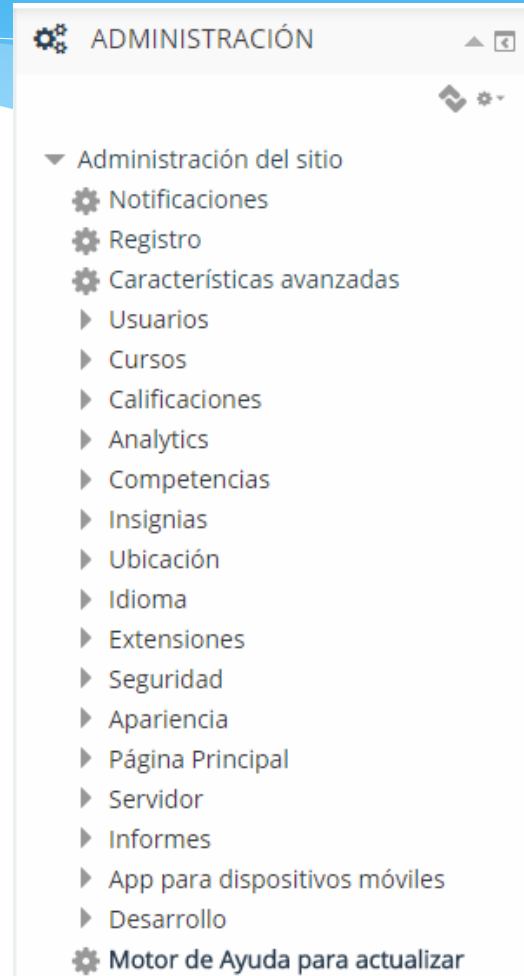 ADMINISTRACIÓN
Administración del sitio
Notificaciones
Registro
Características avanzadas
Usuarios
Cursos
Calificaciones
Analytics
Competencias
Insignias
Ubicación
Idioma
Extensiones
Seguridad
Apariencia
Página Principal
Servidor
Informes
App para dispositivos móviles
Desarrollo
Motor de Ayuda para actualizar